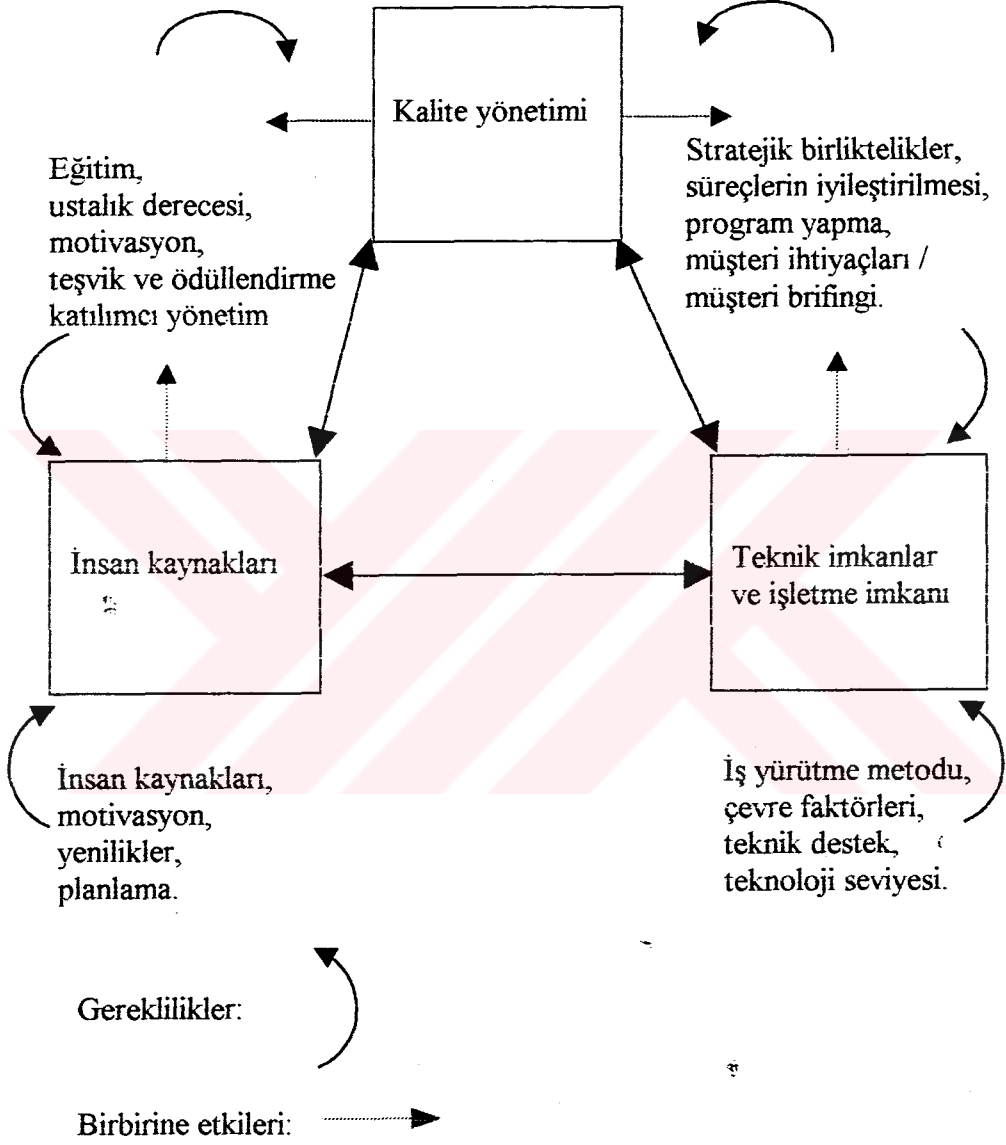 Kalite yönetimi
Eğitim,
ustalık derecesi,
motivasyon,
teşvik ve ödüllendirme
katılımcı yönetim
Stratejik birliktelikler,
süreçlerin iyileştirilmesi,
program yapma,
müşteri ihtiyaçları /
müşteri brifingi.
İnsan kaynakları
Teknik imkanlar
ve işletme imkanı
İnsan kaynakları,
motivasyon,
yenilikler,
planlama.
İş yürütme metodu,
çevre faktörleri,
teknik destek,
teknoloji seviyesi.
Gereklilikler:
Birbirine etkileri: